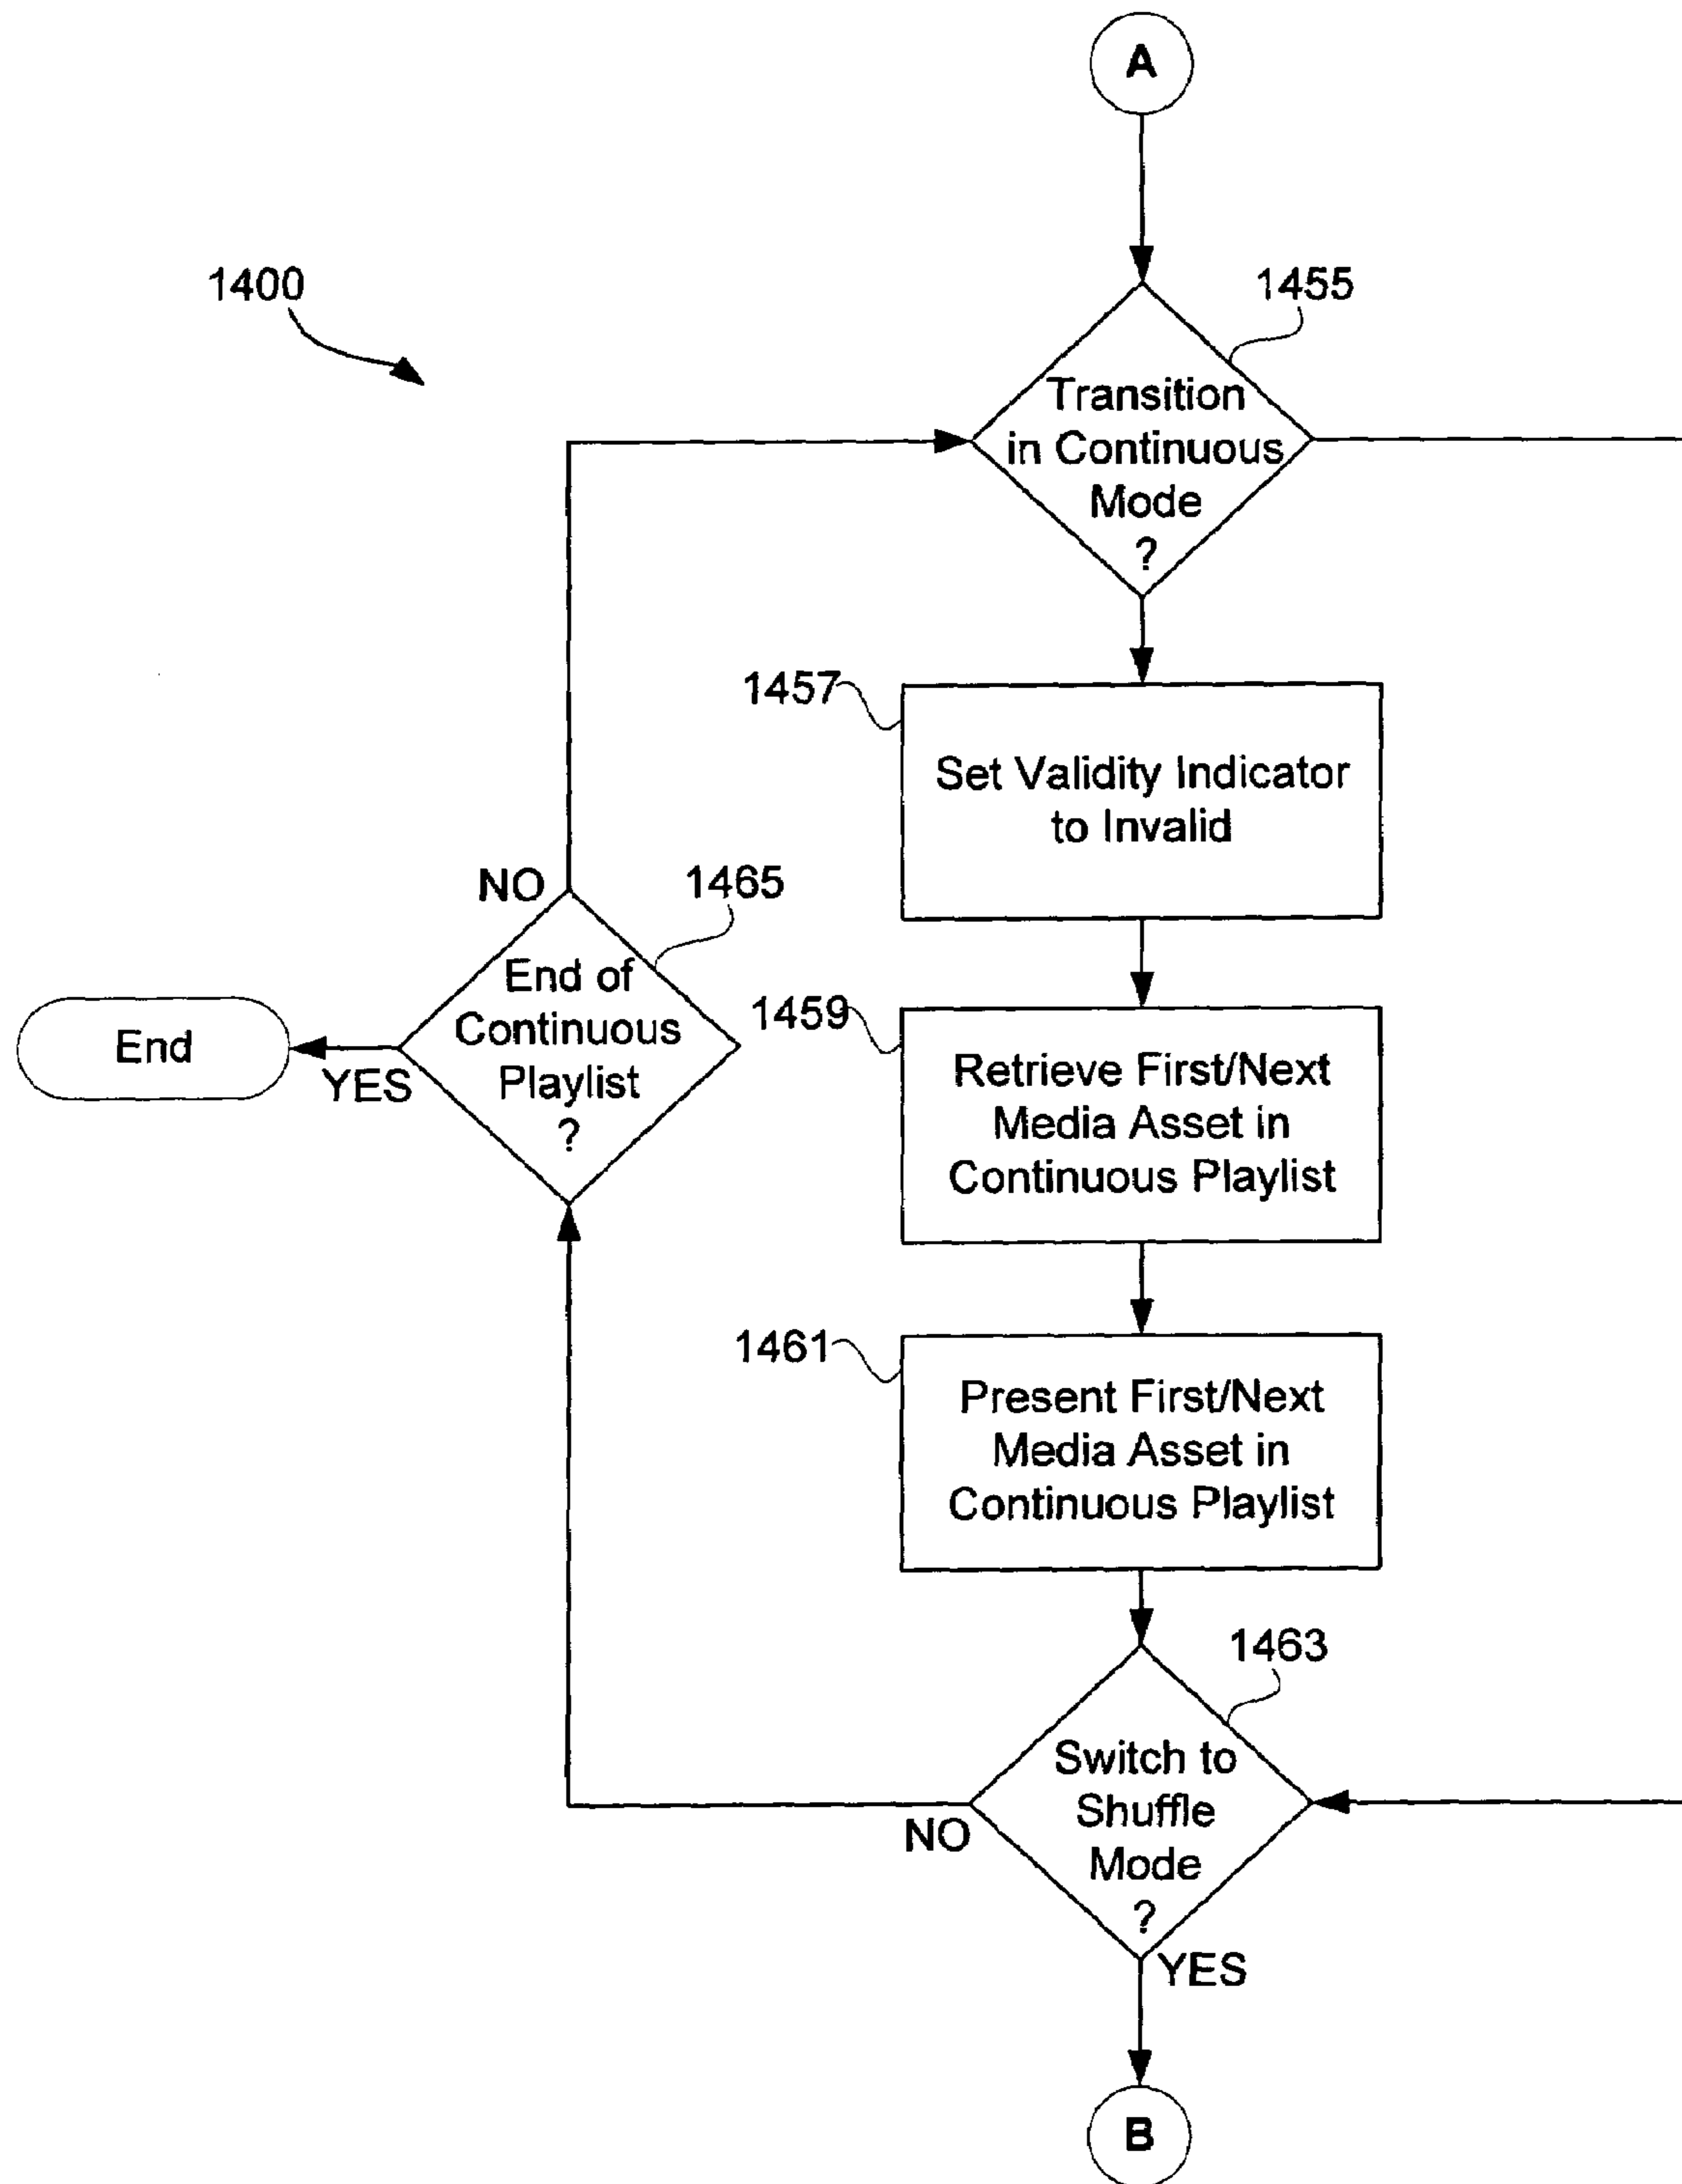 A
1400
1455
Transition
in Continuous
Mode
?
1457
Set Validity Indicator
to Invalid
NO
1465
End of
Continuous
Playlist
?
End
YES
1459
Retrieve First/Next
Media Asset in
Continuous Playlist
1461
Present First/Next
Media Asset in
Continuous Playlist
1463
Switch to
Shuffle
Mode
?
NO
YES
B